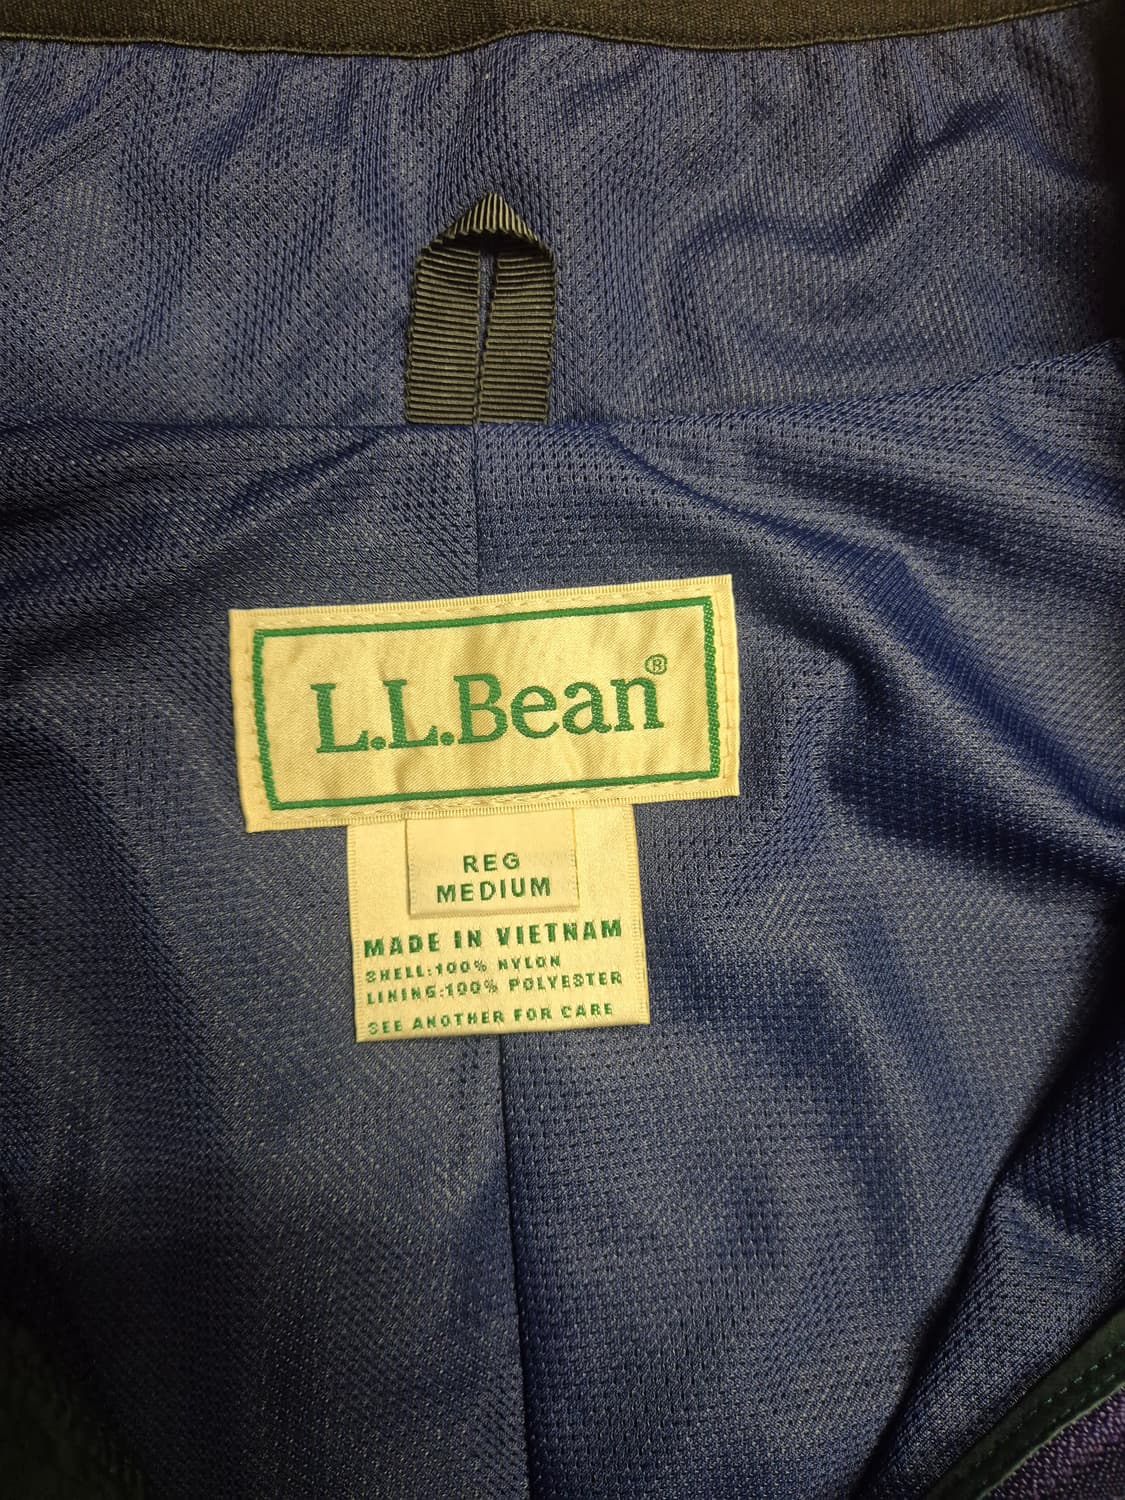 L.L.Bean®
REG
MEDIUM
MADE IN VIETNAM
SHELL:100% NYLON
LINING:100% POLYESTER
SEE ANOTHER FOR CARE